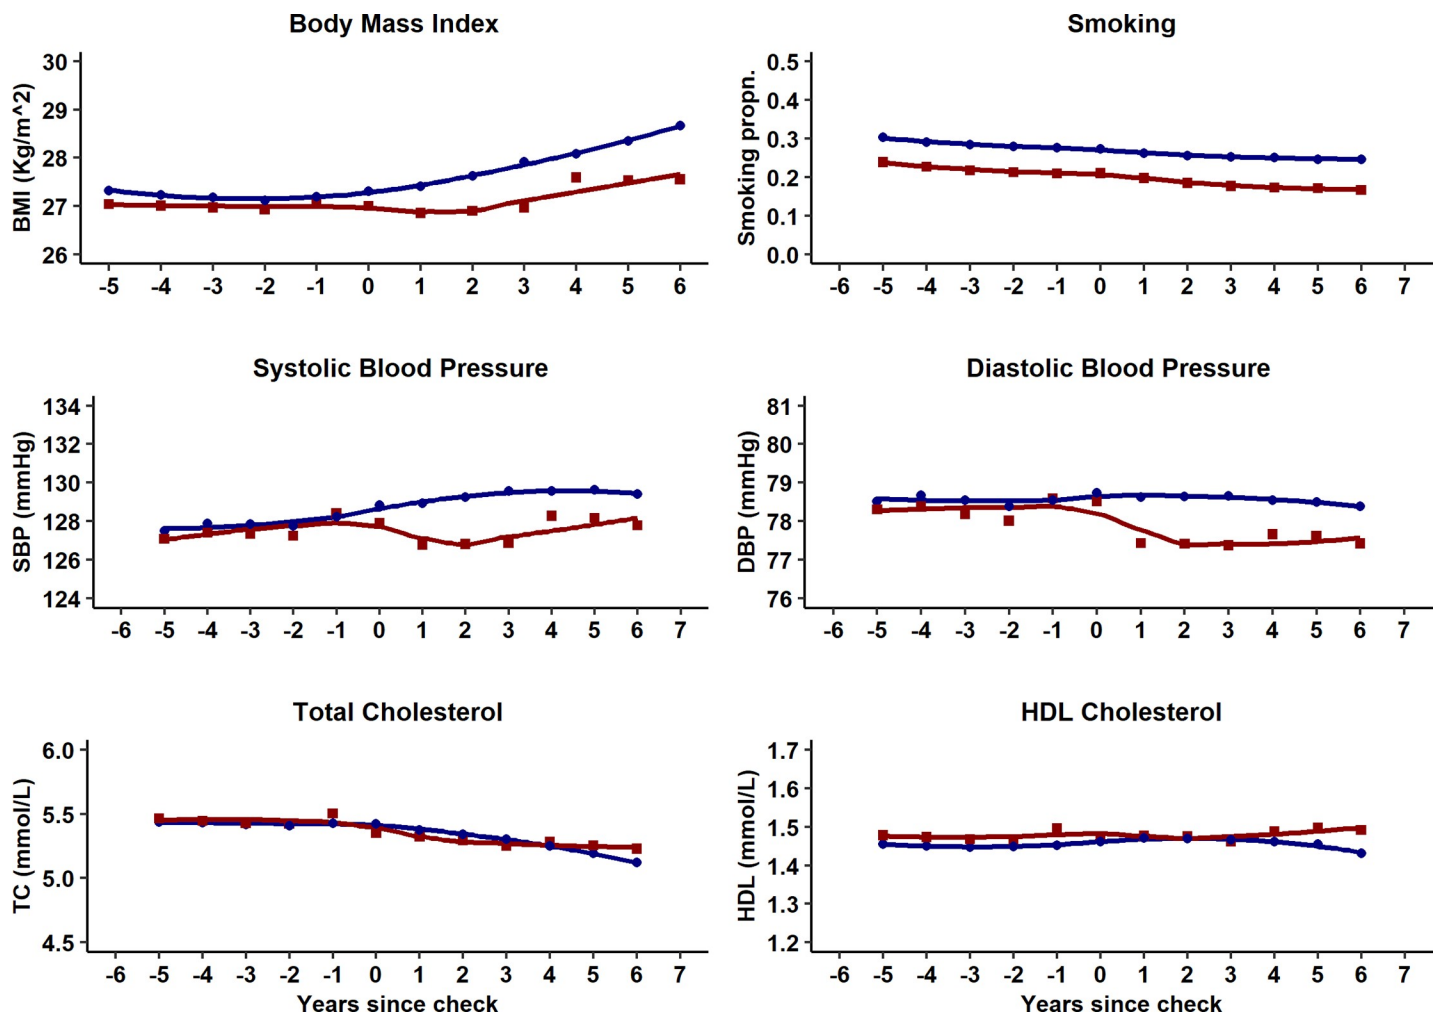 Body Mass Index
BMI (Kg/m^2)
30
29
28
27
26
-5 -4 -3 -2 -1 0 1 2 3 4 5 6
Smoking
Smoking propn.
0.5
0.4
0.3
0.2
0.1
0.0
-6 -5 -4 -3 -2 -1 0 1 2 3 4 5 6 7
Systolic Blood Pressure
SBP (mmHg)
134
132
130
128
126
124
-6 -5 -4 -3 -2 -1 0 1 2 3 4 5 6 7
Diastolic Blood Pressure
DBP (mmHg)
81
80
79
78
77
76
-6 -5 -4 -3 -2 -1 0 1 2 3 4 5 6 7
Total Cholesterol
TC (mmol/L)
6.0
5.5
5.0
4.5
-6 -5 -4 -3 -2 -1 0 1 2 3 4 5 6 7
Years since check
HDL Cholesterol
HDL (mmol/L)
1.7
1.6
1.5
1.4
1.3
1.2
-6 -5 -4 -3 -2 -1 0 1 2 3 4 5 6 7
Years since check